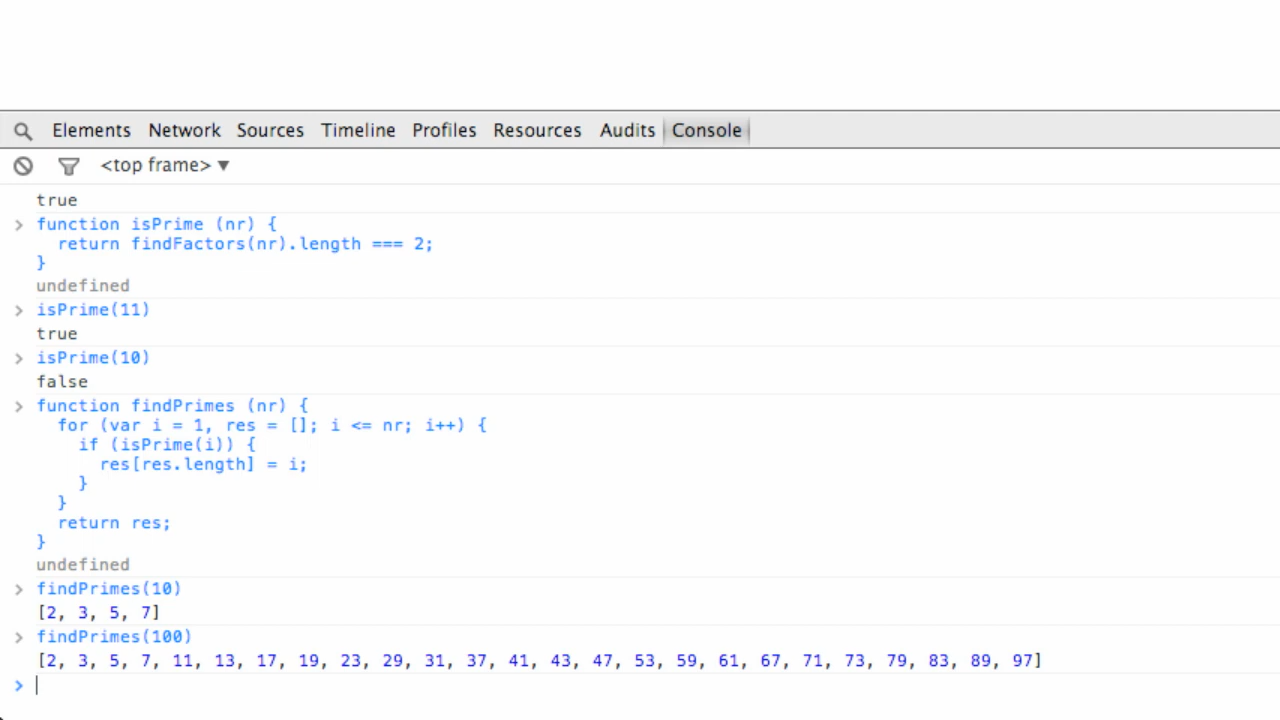 Elements Network Sources Timeline Profiles Resources Audits Console
<top frame> ▼
true
> function isPrime (nr) {
    return findFactors(nr).length === 2;
  }
undefined
> isPrime(11)
true
> isPrime(10)
false
> function findPrimes (nr) {
    for (var i = 1, res = []; i <= nr; i++) {
      if (isPrime(i)) {
        res[res.length] = i;
      }
    }
    return res;
  }
undefined
> findPrimes(10)
[2, 3, 5, 7]
> findPrimes(100)
[2, 3, 5, 7, 11, 13, 17, 19, 23, 29, 31, 37, 41, 43, 47, 53, 59, 61, 67, 71, 73, 79, 83, 89, 97]
>